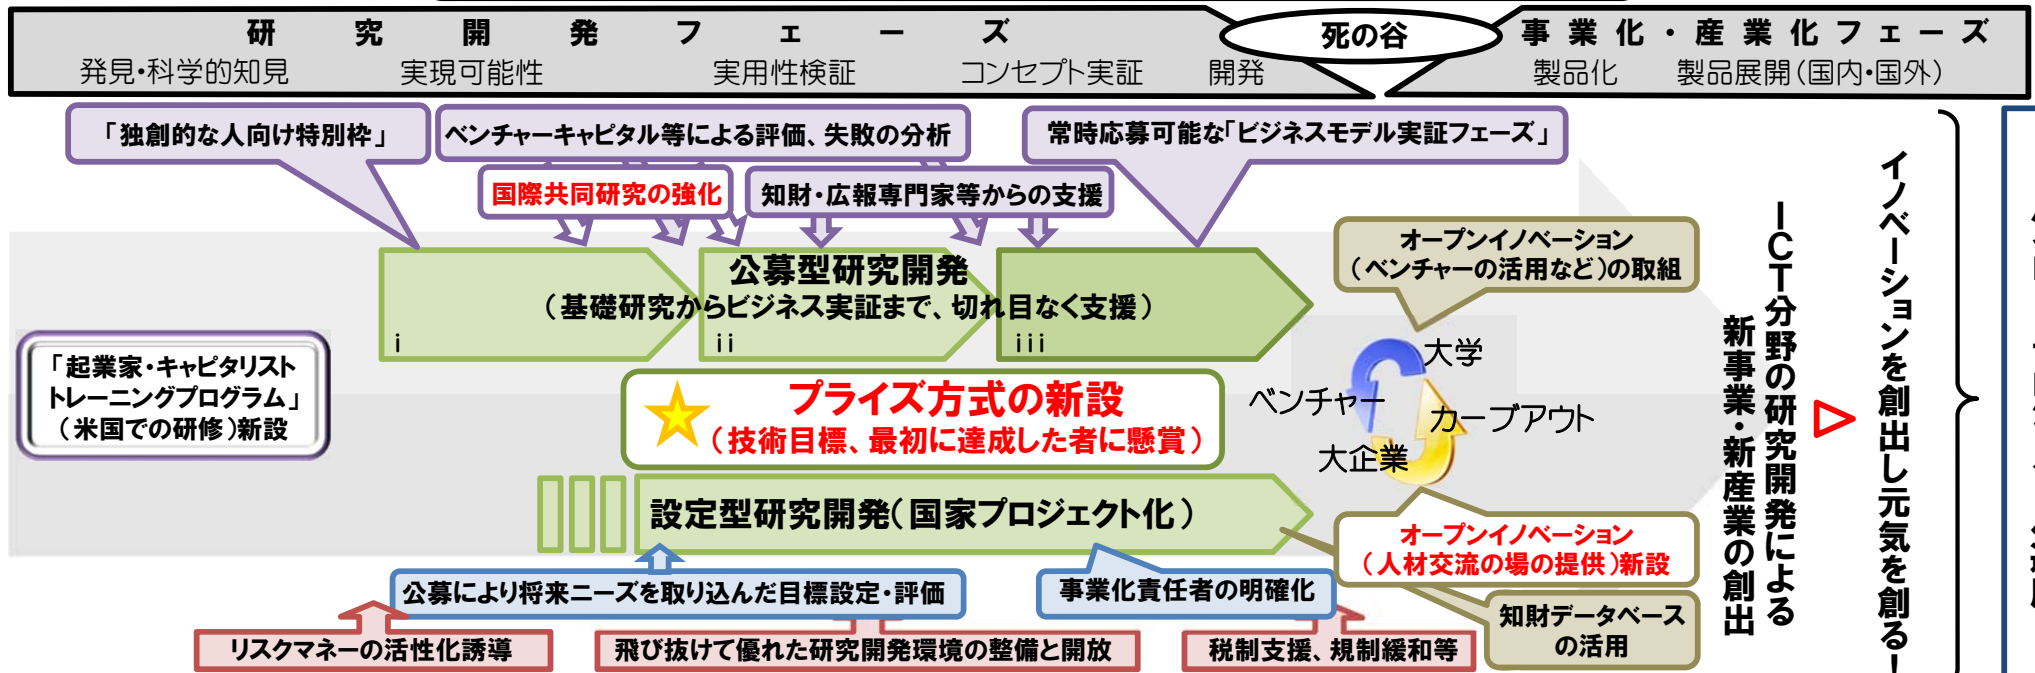 研究開発フェーズ
死の谷
事業化・産業化フェーズ
発見・科学的知見
実現可能性
実用性検証
コンセプト実証
開発
製品化
製品展開(国内・国外)
「独創的な人向け特別枠」
ベンチャーキャピタル等による評価、失敗の分析
常時応募可能な「ビジネスモデル実証フェーズ」
国際共同研究の強化
知財・広報専門家等からの支援
オープンイノベーション
(ベンチャーの活用など)の取組
公募型研究開発
(基礎研究からビジネス実証まで、切れ目なく支援)
i
ii
iii
「起業家・キャピタリスト
トレーニングプログラム」
(米国での研修)新設
プライズ方式の新設
(技術目標、最初に達成した者に懸賞)
大学
ベンチャー
カーブアウト
大企業
設定型研究開発(国家プロジェクト化)
オープンイノベーション
(人材交流の場の提供)新設
公募により将来ニーズを取り込んだ目標設定・評価
事業化責任者の明確化
知財データベース
の活用
リスクマネーの活性化誘導
飛び抜けて優れた研究開発環境の整備と開放
税制支援、規制緩和等
ICT分野の研究開発による
新事業・新産業の創出
イノベーションを創出し元気を創る!